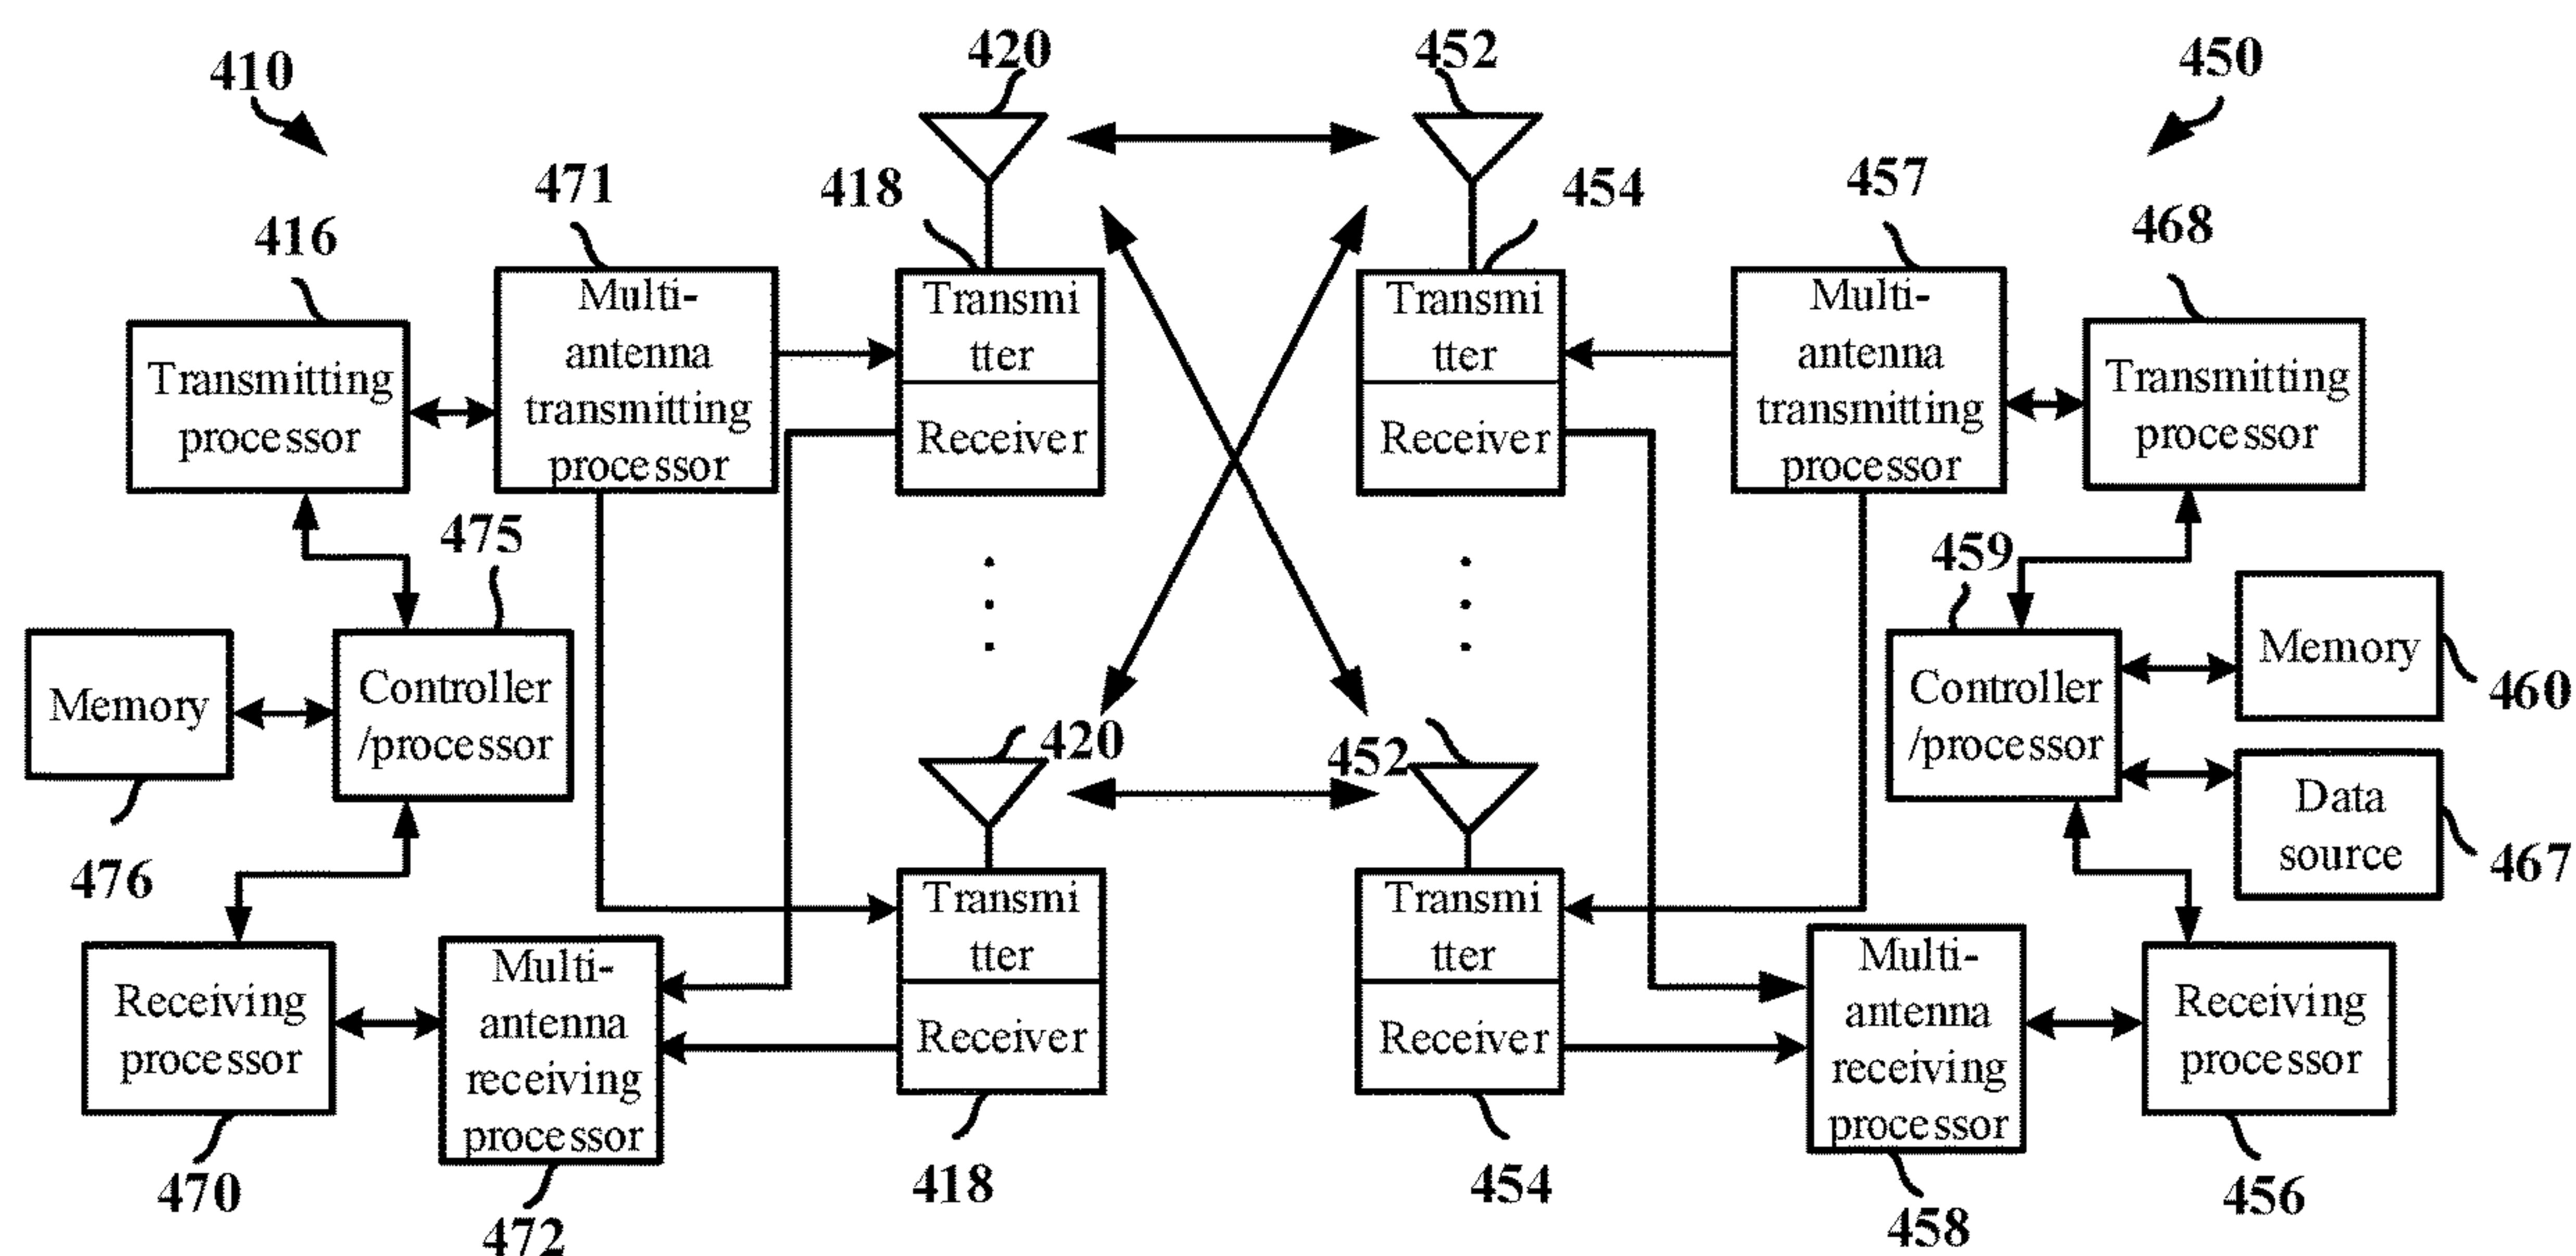 420
452
410
450
471
418
454
457
416
468
Multi-
antenna
transmitting
processor
Transmi
tter
Receiver
Transmi
tter
Receiver
Multi-
antenna
transmitting
processor
Transmitting
processor
Transmitting
processor
475
459
Memory
Controller
/processor
Controller
/processor
Memory
460
Data
source
467
420
452
476
Transmi
tter
Receiver
Transmi
tter
Receiver
Receiving
processor
Multi-
antenna
receiving
processor
Multi-
antenna
receiving
processor
Receiving
processor
470
472
418
454
458
456